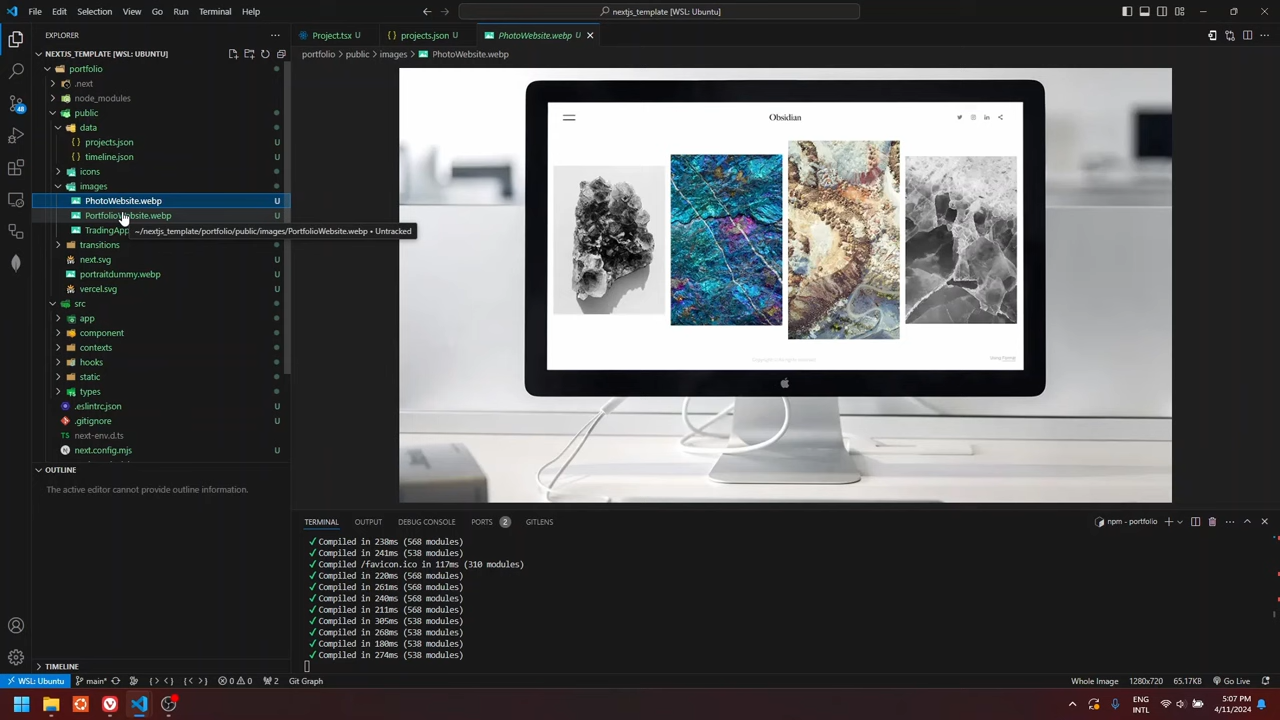 File Edit Selection View Go Run Terminal Help
nextjs_template [WSL: Ubuntu]
EXPLORER
Project.tsx U
projects.json U
PhotoWebsite.webp U
NEXTJS_TEMPLATE [WSL: UBUNTU]
portfolio > public > images > PhotoWebsite.webp
portfolio
.next
node_modules
public
data
projects.json U
timeline.json U
icons
images
PhotoWebsite.webp U
PortfolioWebsite.webp U
TradingApp
~/nextjs_template/portfolio/public/images/PortfolioWebsite.webp • Untracked
transitions
next.svg U
portraitdummy.webp U
vercel.svg U
src
app
component
contexts
hooks
static
types
.eslintrc.json U
.gitignore U
next-env.d.ts
next.config.mjs U
OUTLINE
The active editor cannot provide outline information.
TIMELINE
Obsidian
TERMINAL OUTPUT DEBUG CONSOLE PORTS 2 GITLENS
npm - portfolio
✓ Compiled in 238ms (568 modules)
✓ Compiled in 241ms (538 modules)
✓ Compiled /favicon.ico in 117ms (310 modules)
✓ Compiled in 220ms (568 modules)
✓ Compiled in 261ms (568 modules)
✓ Compiled in 240ms (568 modules)
✓ Compiled in 211ms (568 modules)
✓ Compiled in 305ms (538 modules)
✓ Compiled in 268ms (538 modules)
✓ Compiled in 180ms (538 modules)
✓ Compiled in 274ms (538 modules)
48
WSL: Ubuntu main* 0 0 2 Git Graph
Whole Image 1280x720 65.17KB Go Live
ENG
INTL
5:07 PM
4/11/2024